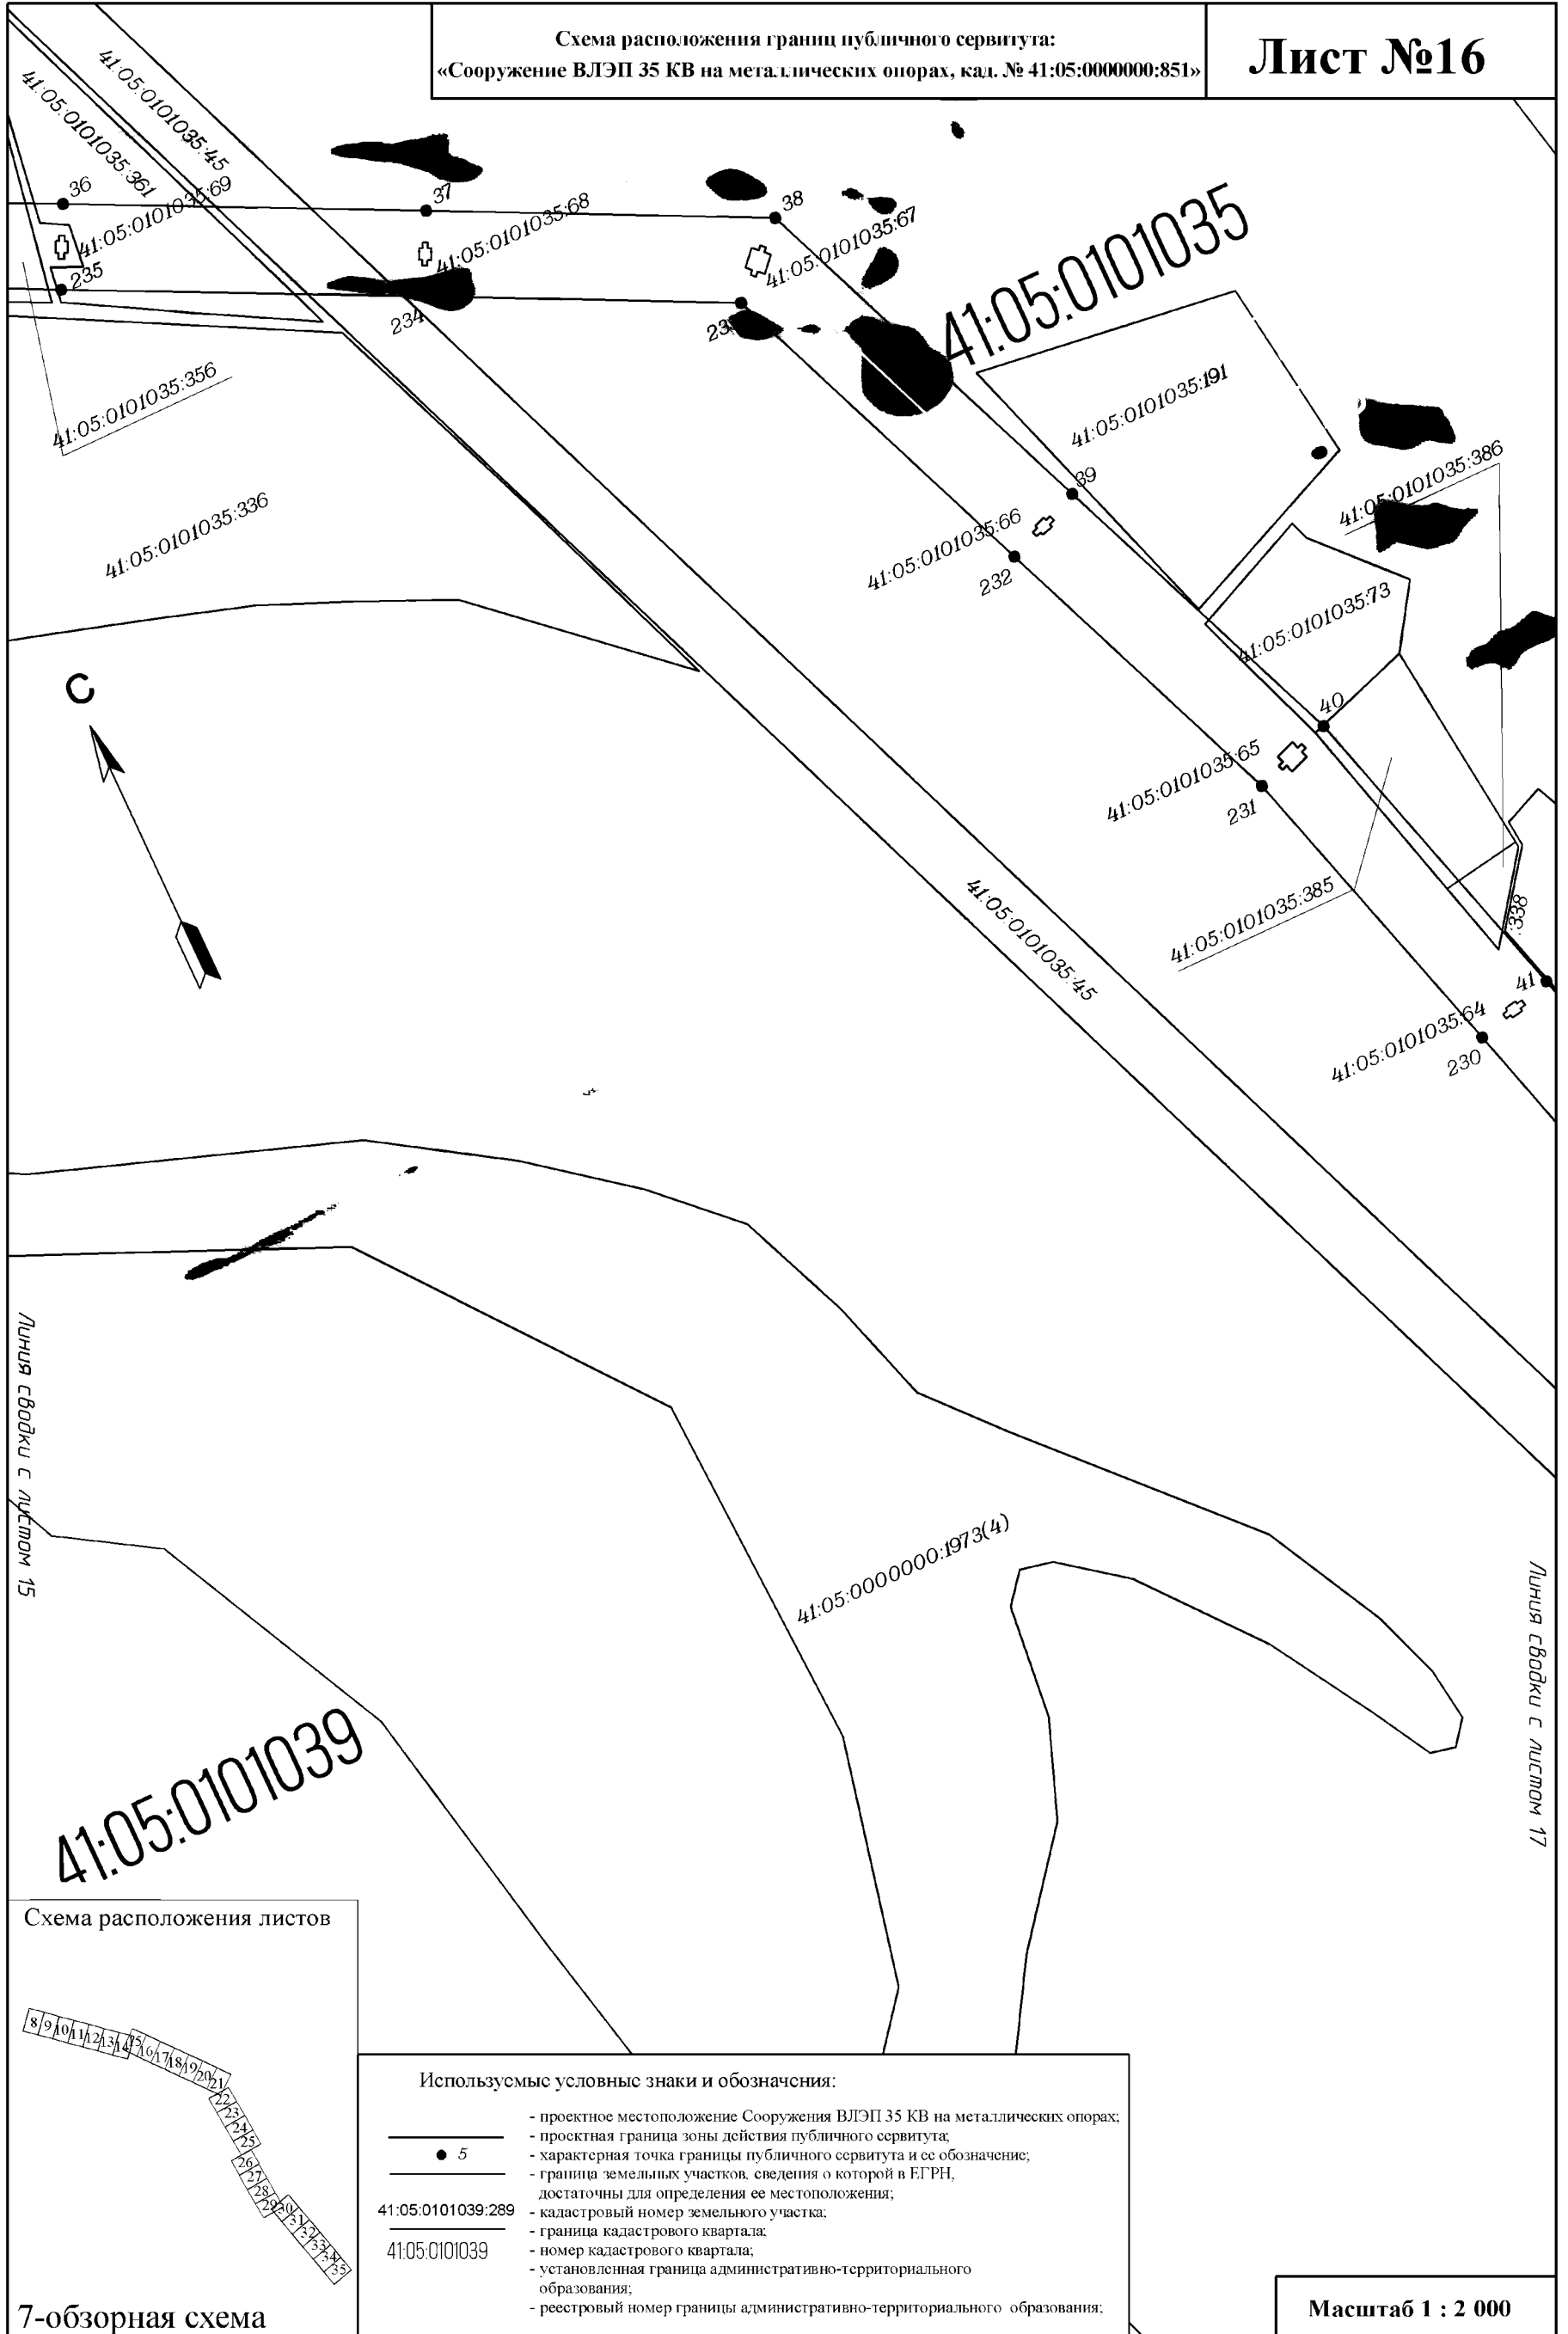 Схема расположения границ публичного сервитута:
«Сооружение ВЛЭП 35 КВ на металлических опорах, кад. № 41:05:0000000:851»
Лист №16
41:05:0101035:45
41:05:0101035:361
36
41:05:0101035:69
37
41:05:0101035:68
38
41:05:0101035:67
41:05:0101035
235
234
41:05:0101035:356
41:05:0101035:191
41:05:0101035:386
39
41:05:0101035:336
41:05:0101035:66
232
41:05:0101035:73
С
40
41:05:0101035:65
231
41:05:0101035:45
41:05:0101035:385
:338
41
41:05:0101035:64
230
Линия сводки с листом 15
41:05:0000000:1973(4)
Линия сводки с листом 17
41:05:0101039
Схема расположения листов
8 9 10 11 12 13 14 15 16 17 18 19 20 21
22
23
24
25
26
27
28
29 30
31
32
33
34
35
7-обзорная схема
Используемые условные знаки и обозначения:
- проектное местоположение Сооружения ВЛЭП 35 КВ на металлических опорах;
- проектная граница зоны действия публичного сервитута;
5 - характерная точка границы публичного сервитута и ее обозначение;
- граница земельных участков, сведения о которой в ЕГРН,
достаточны для определения ее местоположения;
41:05:0101039:289 - кадастровый номер земельного участка;
- граница кадастрового квартала;
41:05:0101039 - номер кадастрового квартала;
- установленная граница административно-территориального
образования;
- реестровый номер границы административно-территориального образования;
Масштаб 1 : 2 000